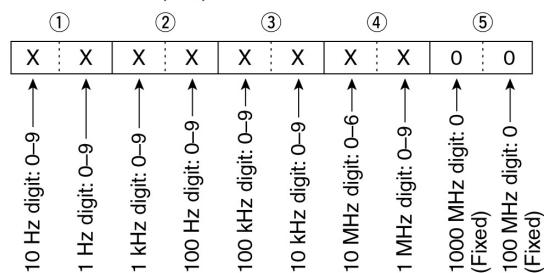 ① ② ③ ④ ⑤
X X X X X X X X 0 0
10 Hz digit: 0–9
1 Hz digit: 0–9
1 kHz digit: 0–9
100 Hz digit: 0–9
100 kHz digit: 0–9
10 kHz digit: 0–9
10 MHz digit: 0–6
1 MHz digit: 0–9
1000 MHz digit: 0
(Fixed)
100 MHz digit: 0
(Fixed)